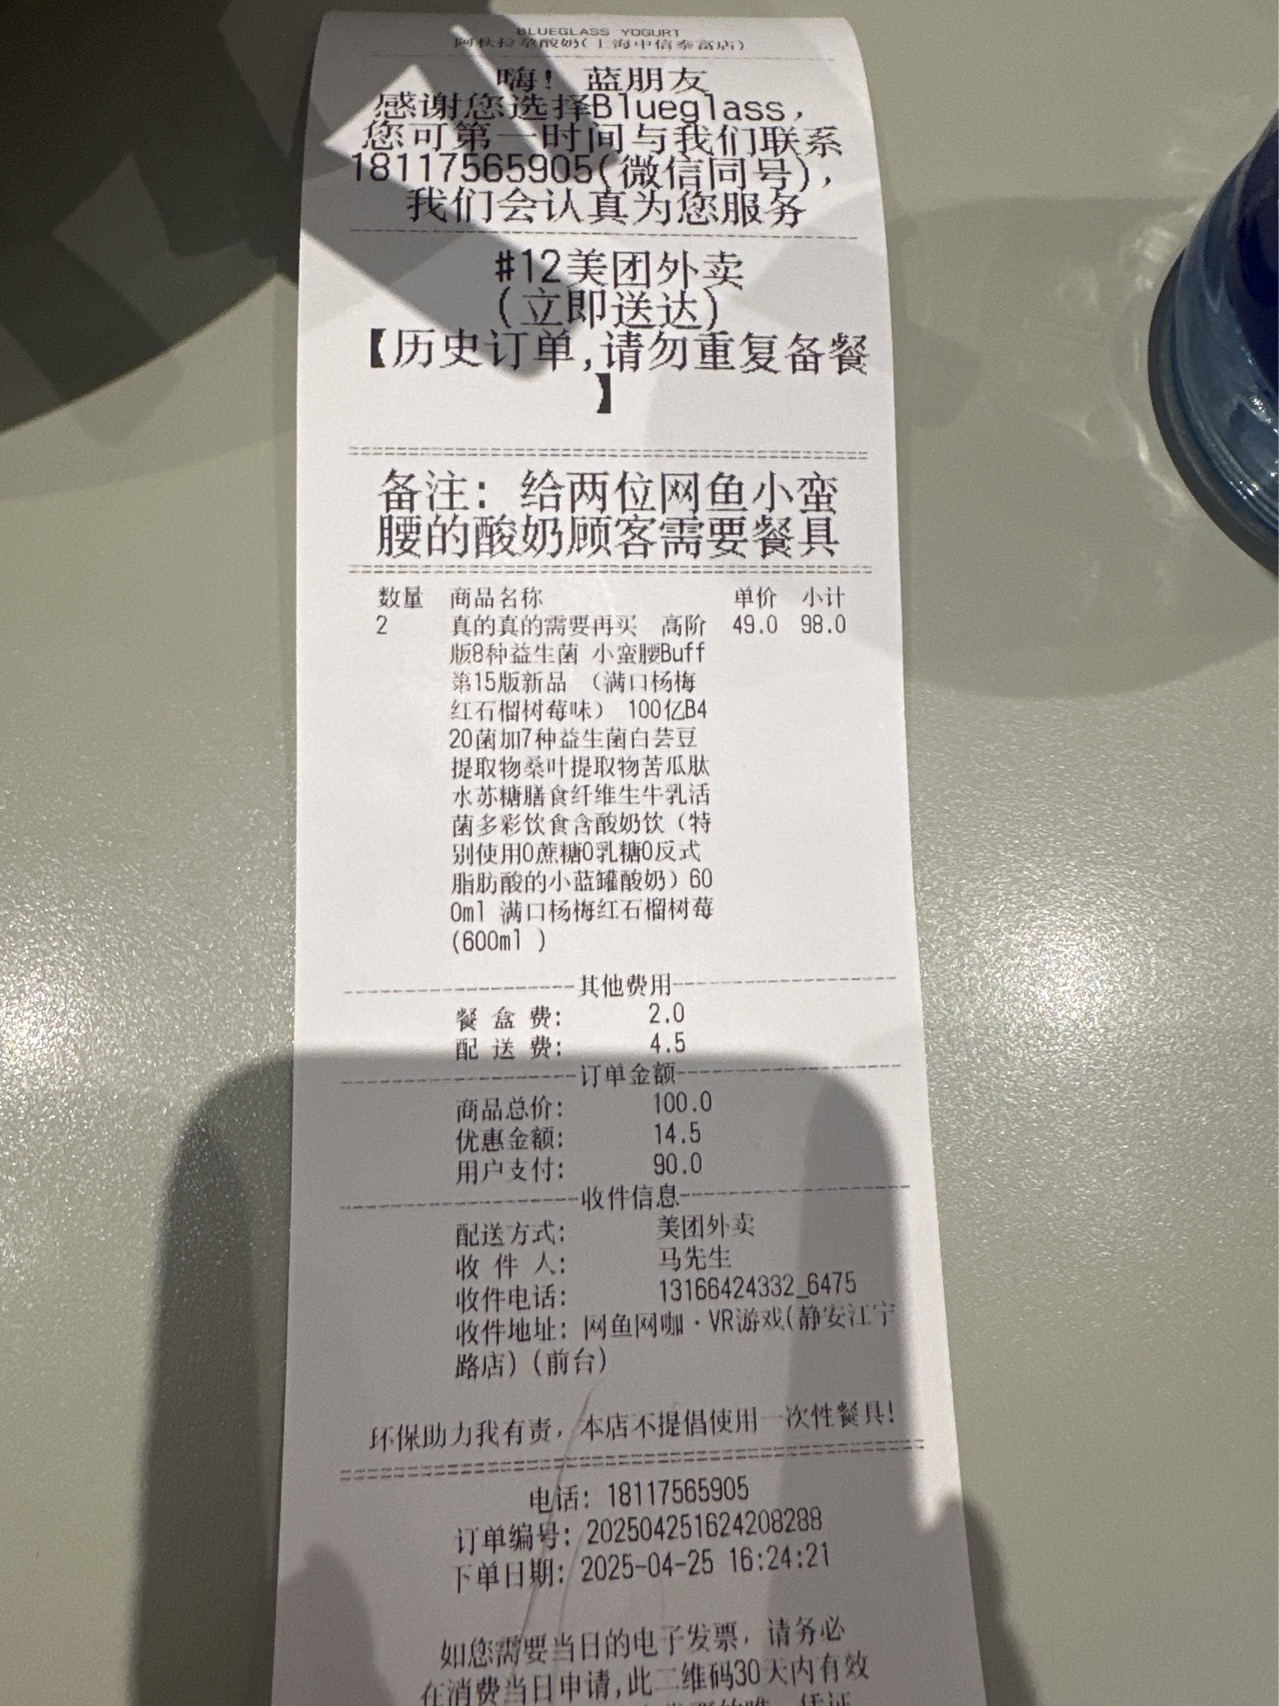 BLUEGLASS YOGURT
阿秋拉尕酸奶(上海中信泰富店)
嗨! 蓝朋友
感谢您选择Blueglass,
您可第一时间与我们联系
18117565905(微信同号),
我们会认真为您服务
#12美团外卖
(立即送达)
【历史订单,请勿重复备餐
】
备注: 给两位网鱼小蛮
腰的酸奶顾客需要餐具
数量 商品名称 单价 小计
2 真的真的需要再买 高阶 49.0 98.0
版8种益生菌 小蛮腰Buff
第15版新品 (满口杨梅
红石榴树莓味) 100亿B4
20菌加7种益生菌白芸豆
提取物桑叶提取物苦瓜肽
水苏糖膳食纤维生牛乳活
菌多彩饮食含酸奶饮(特
别使用0蔗糖0乳糖0反式
脂肪酸的小蓝罐酸奶)60
0ml 满口杨梅红石榴树莓
(600ml )
其他费用
餐 盒 费: 2.0
配 送 费: 4.5
订单金额
商品总价: 100.0
优惠金额: 14.5
用户支付: 90.0
收件信息
配送方式: 美团外卖
收 件 人: 马先生
收件电话: 13166424332_6475
收件地址: 网鱼网咖·VR游戏(静安江宁
路店)(前台)
环保助力我有责, 本店不提倡使用一次性餐具!
电话: 18117565905
订单编号: 202504251624208288
下单日期: 2025-04-25 16:24:21
如您需要当日的电子发票, 请务必
在消费当日申请,此二维码30天内有效